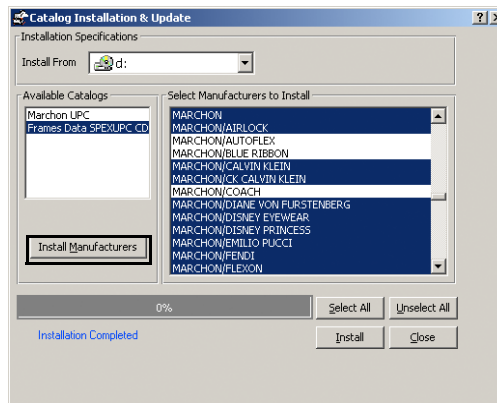 Catalog Installation & Update
Installation Specifications
Install From
d:
Available Catalogs
Marchon UPC
Frames Data SPEXUPC CD
Install Manufacturers
Select Manufacturers to Install
MARCHON
MARCHON/AIRLOCK
MARCHON/AUTOFLEX
MARCHON/BLUE RIBBON
MARCHON/CALVIN KLEIN
MARCHON/CK CALVIN KLEIN
MARCHON/COACH
MARCHON/DIANE VON FURSTENBERG
MARCHON/DISNEY EYEWEAR
MARCHON/DISNEY PRINCESS
MARCHON/EMILIO PUCCI
MARCHON/FENDI
MARCHON/FLEXON
0%
Select All
Unselect All
Installation Completed
Install
Close